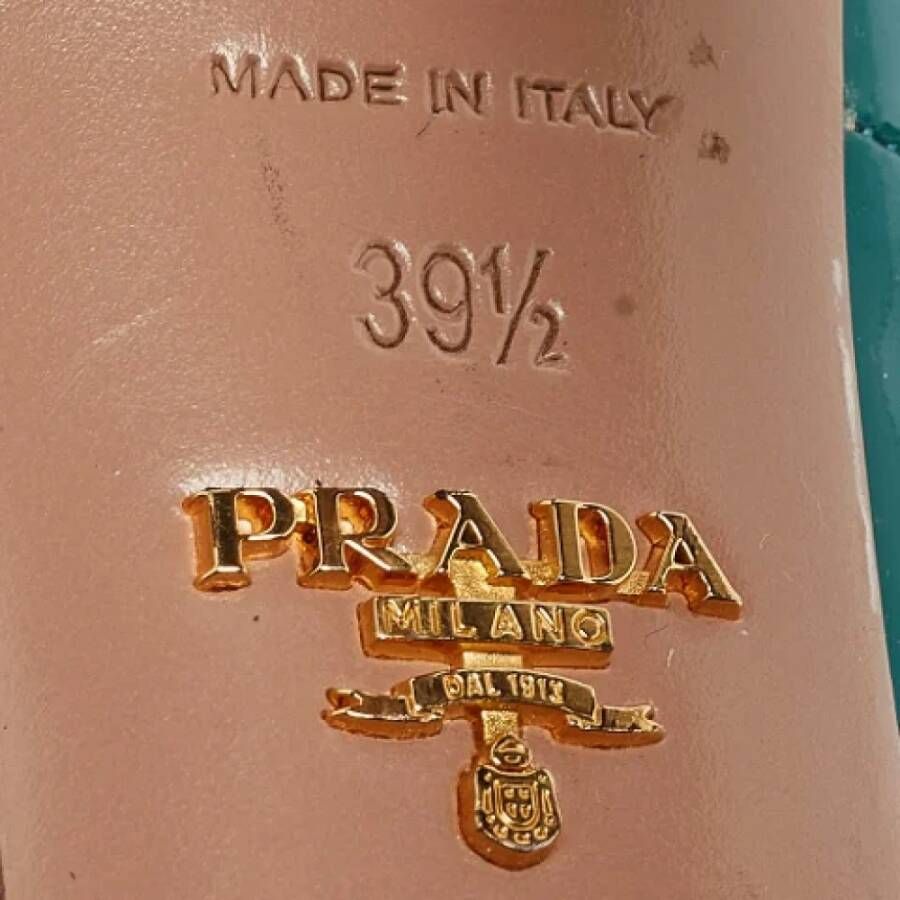 MADE IN ITALY
39½
PRADA
MILANO
DAL 1913